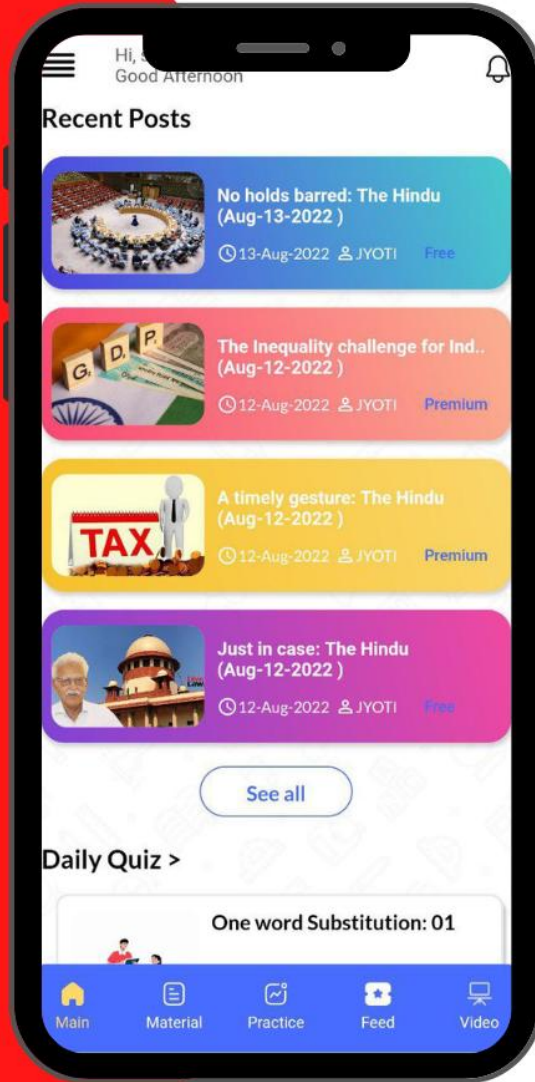 Hi,
Good Afternoon
Recent Posts
No holds barred: The Hindu
(Aug-13-2022 )
13-Aug-2022 JYOTI Free
G D P
The Inequality challenge for Ind..
(Aug-12-2022 )
12-Aug-2022 JYOTI Premium
TAX
A timely gesture: The Hindu
(Aug-12-2022 )
12-Aug-2022 JYOTI Premium
Just in case: The Hindu
(Aug-12-2022 )
12-Aug-2022 JYOTI Free
See all
Daily Quiz >
One word Substitution: 01
Main Material Practice Feed Video